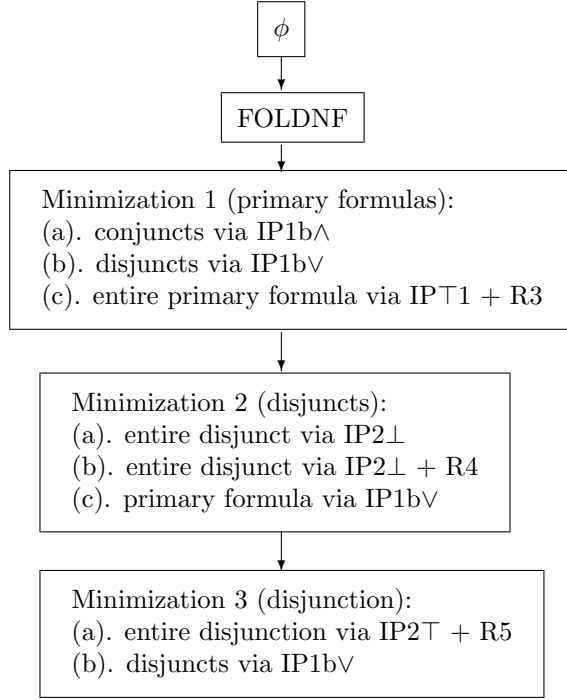 ϕ
FOLDNF
Minimization 1 (primary formulas):
(a). conjuncts via IP1b∧
(b). disjuncts via IP1b∨
(c). entire primary formula via IP⊤1 + R3
Minimization 2 (disjuncts):
(a). entire disjunct via IP2⊥
(b). entire disjunct via IP2⊥ + R4
(c). primary formula via IP1b∨
Minimization 3 (disjunction):
(a). entire disjunction via IP2⊤ + R5
(b). disjuncts via IP1b∨